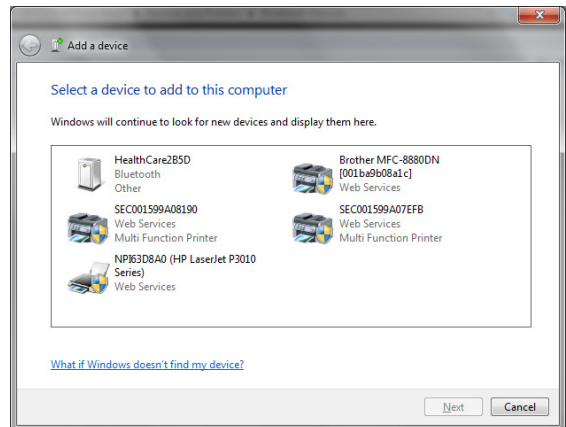 Add a device
Select a device to add to this computer
Windows will continue to look for new devices and display them here.
HealthCare2B5D
Bluetooth
Other
Brother MFC-8880DN
[001ba9b08a1c]
Web Services
SEC001599A08190
Web Services
Multi Function Printer
SEC001599A07EFB
Web Services
Multi Function Printer
NPI63D8A0 (HP LaserJet P3010
Series)
Web Services
What if Windows doesn't find my device?
Next
Cancel